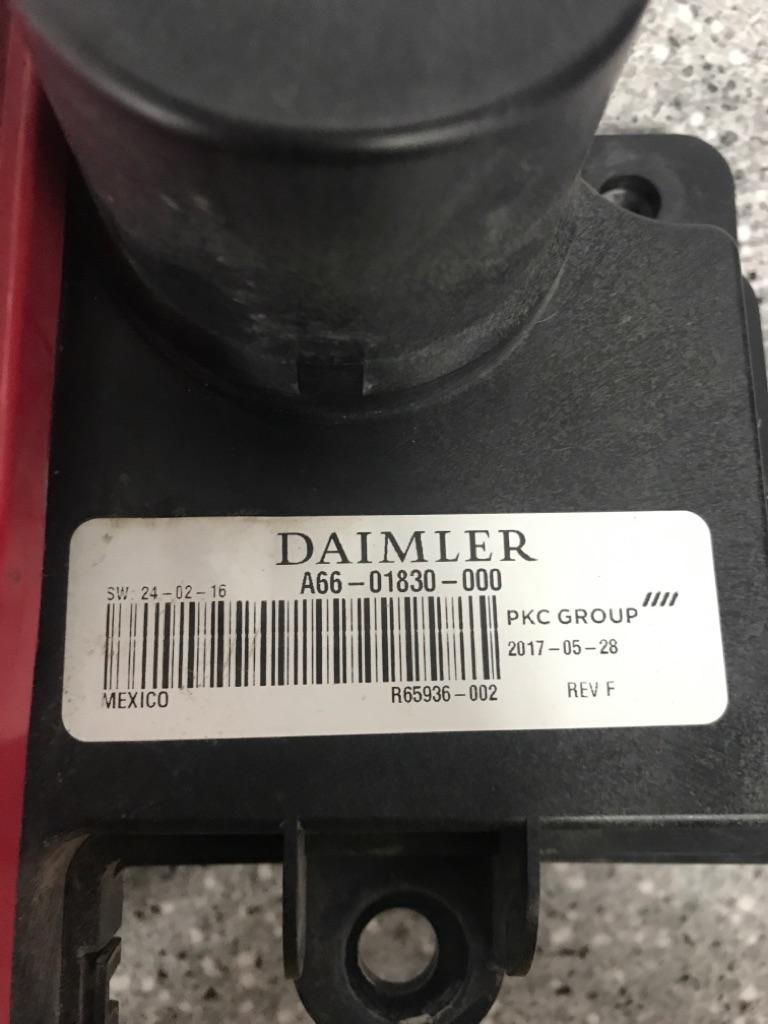 DAIMLER
SW: 24-02-16
A66-01830-000
PKC GROUP
2017-05-28
MEXICO
R65936-002
REV F